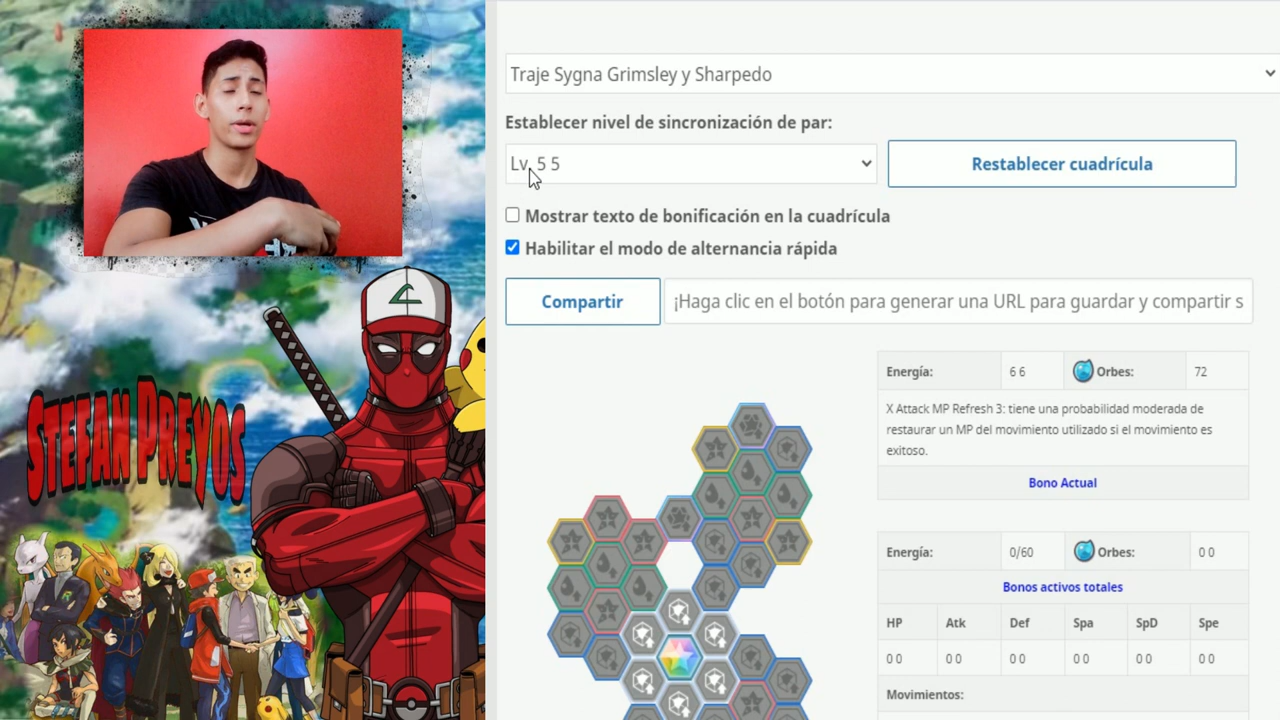 Traje Sygna Grimsley y Sharpedo
Establecer nivel de sincronización de par:
Lv. 5 5
Restablecer cuadrícula
Mostrar texto de bonificación en la cuadrícula
Habilitar el modo de alternancia rápida
Compartir
¡Haga clic en el botón para generar una URL para guardar y compartir s
Energía: 6 6 Orbes: 72
X Attack MP Refresh 3: tiene una probabilidad moderada de
restaurar un MP del movimiento utilizado si el movimiento es
exitoso.
Bono Actual
STEFAN PREYOS
Energía: 0/60 Orbes: 0 0
Bonos activos totales
HP Atk Def Spa SpD Spe
0 0 0 0 0 0 0 0 0 0 0 0
Movimientos: